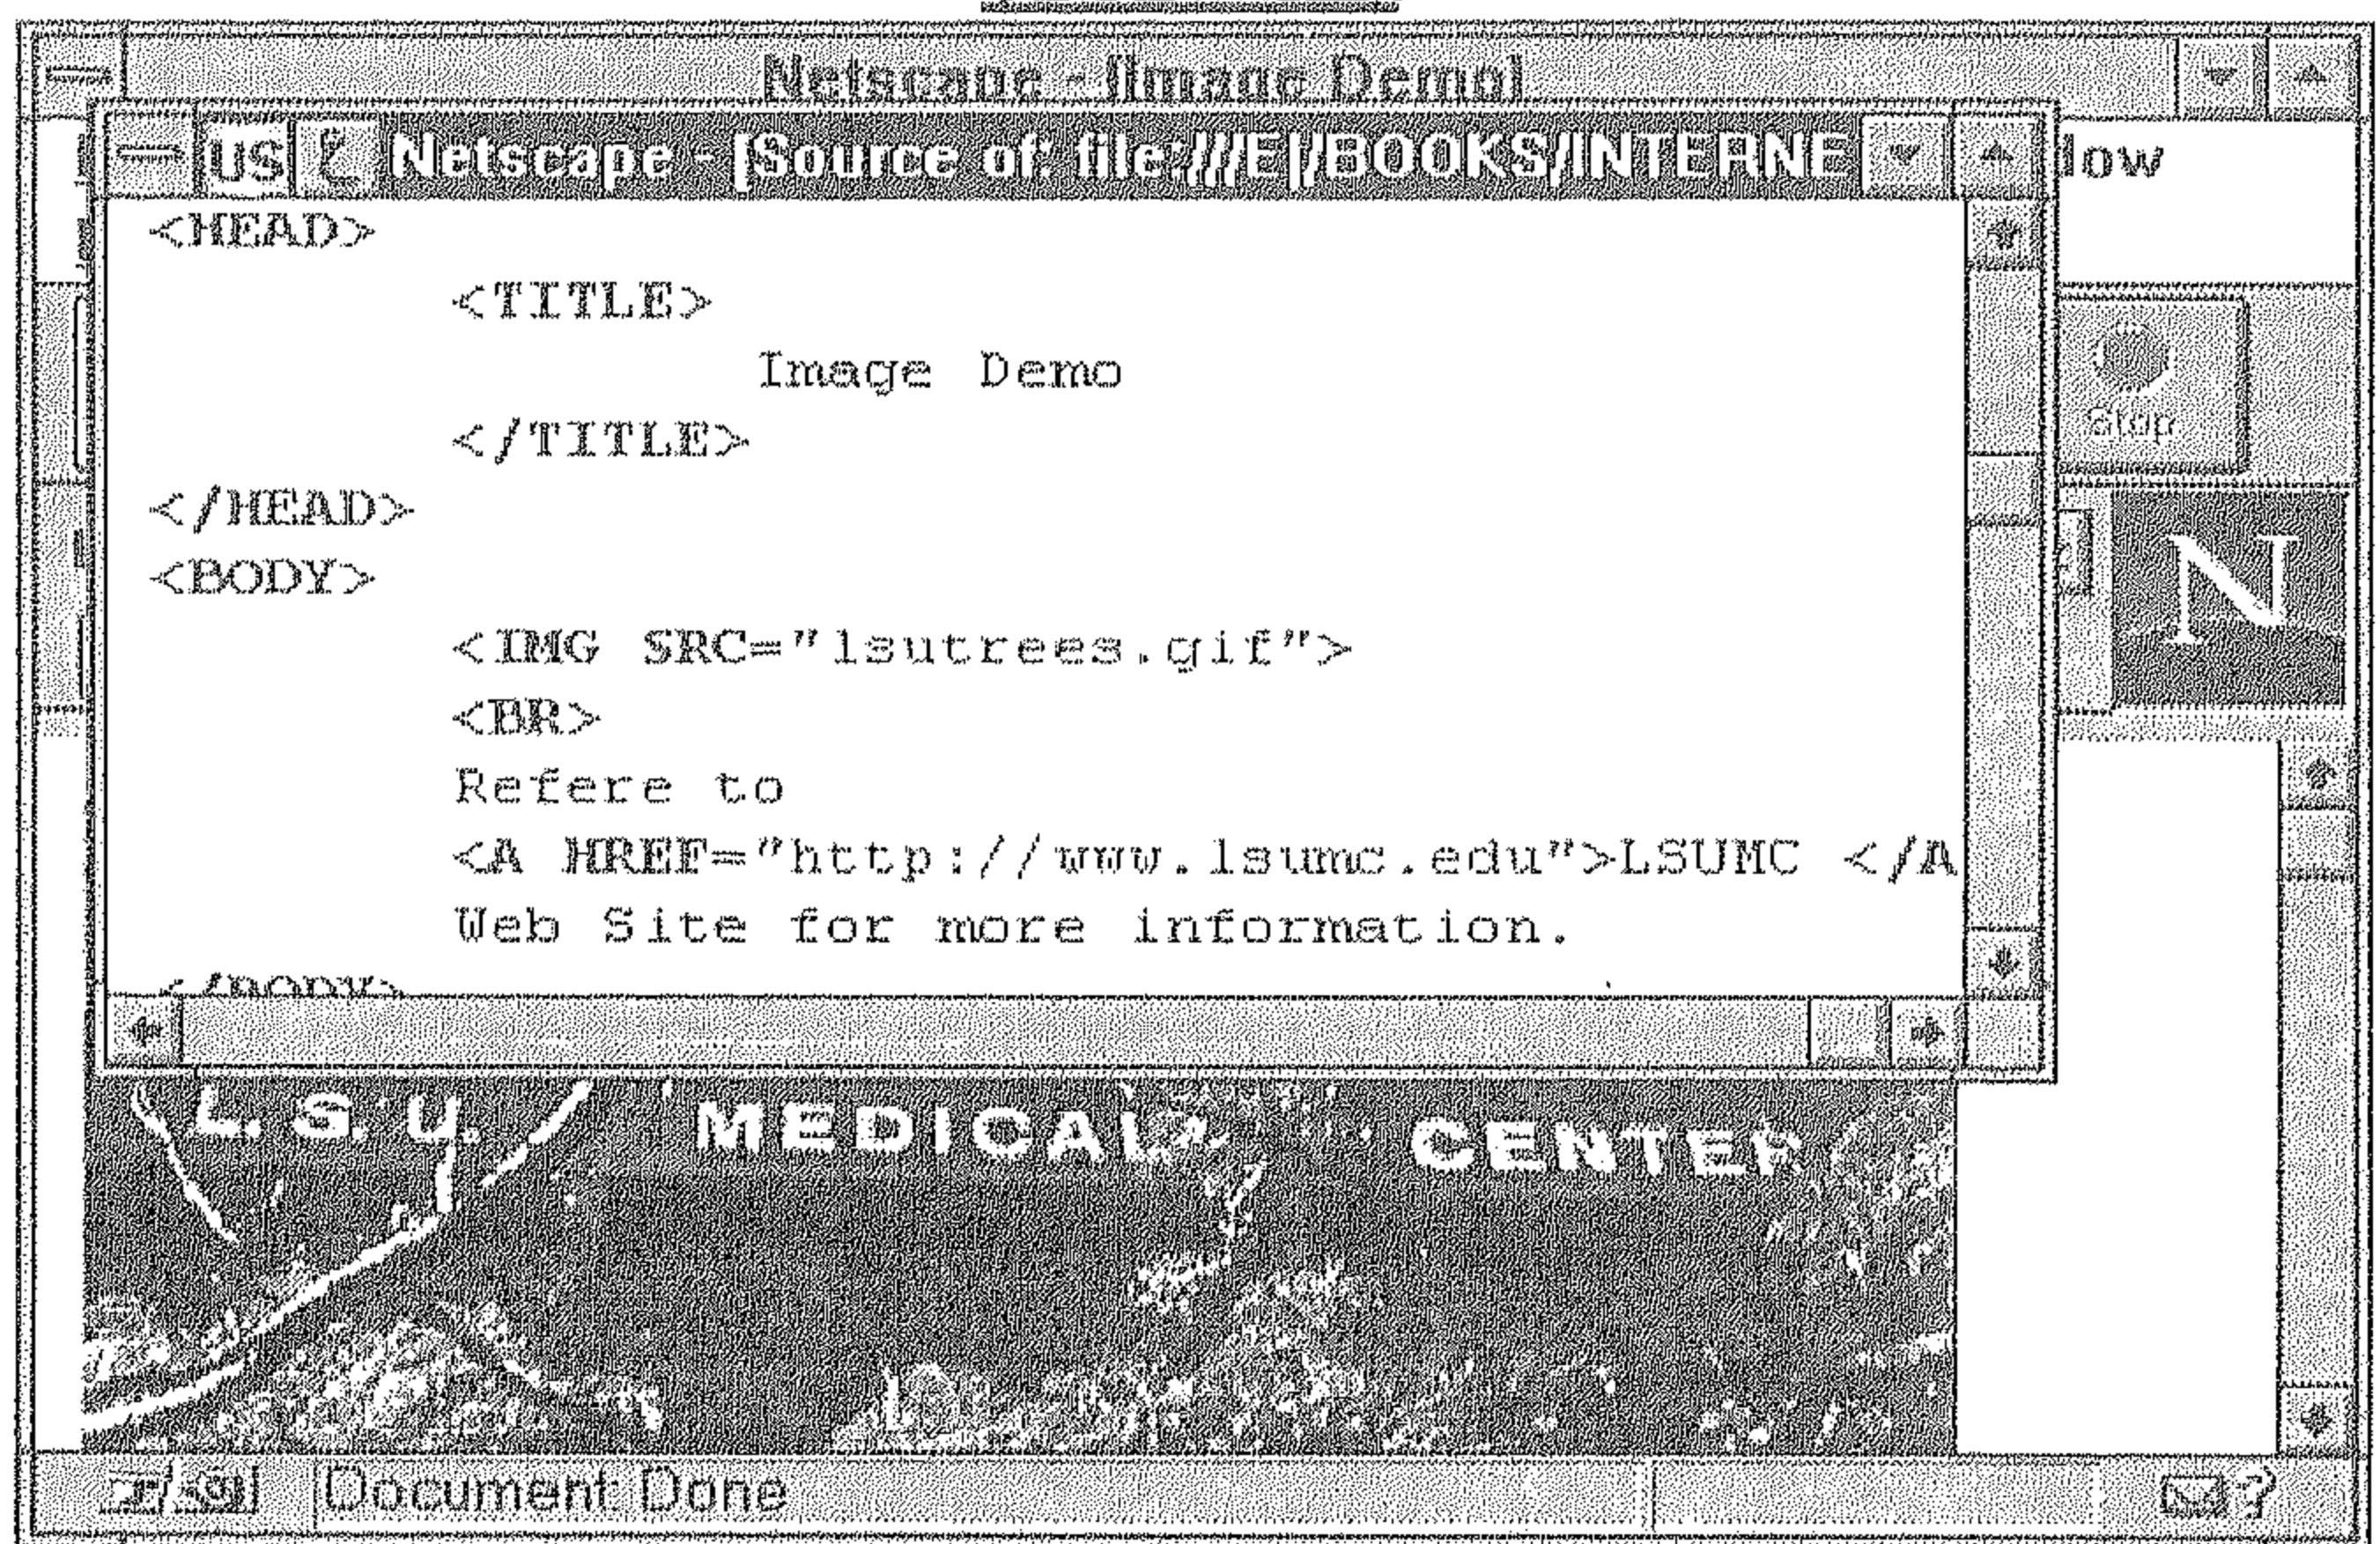 Netscape - [Image Demo]
US Netscape - [Source of: file:///E|/BOOKS/INTERNE
low
<HEAD>
<TITLE>
Image Demo
</TITLE>
</HEAD>
<BODY>
<IMG SRC="lsutrees.gif">
<BR>
Refere to
<A HREF="http://www.lsumc.edu">LSUMC </A
Web Site for more information.
</BODY>
Stop
N
L. S. U. MEDICAL CENTER
Document Done
?